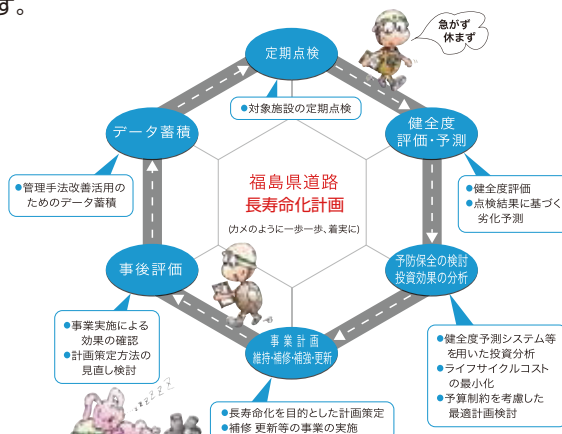 す。
急がず
休まず
定期点検
●対象施設の定期点検
データ蓄積
健全度
評価・予測
●管理手法改善活用の
ためのデータ蓄積
福島県道路
長寿命化計画
(カメのように一歩一歩、着実に)
●健全度評価
●点検結果に基づく
劣化予測
事後評価
予防保全の検討
投資効果の分析
●事業実施による
効果の確認
●計画策定方法の
見直し検討
事業計画
維持・補修・補強・更新
●健全度予測システム等
を用いた投資分析
●ライフサイクルコスト
の最小化
●予算制約を考慮した
最適計画検討
zzzzz
●長寿命化を目的とした計画策定
●補修 更新等の事業の実施